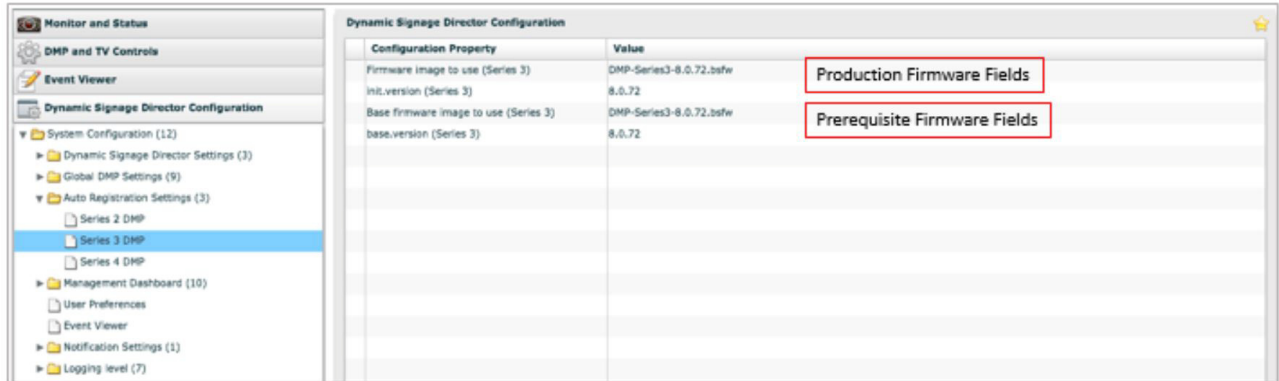 Monitor and Status
DMP and TV Controls
Event Viewer
Dynamic Signage Director Configuration
System Configuration (12)
Dynamic Signage Director Settings (3)
Global DMP Settings (9)
Auto Registration Settings (3)
Series 2 DMP
Series 3 DMP
Series 4 DMP
Management Dashboard (10)
User Preferences
Event Viewer
Notification Settings (1)
Logging level (7)
Dynamic Signage Director Configuration
Configuration Property Value
Firmware image to use (Series 3) DMP-Series3-8.0.72.bsfw
init.version (Series 3) 8.0.72
Base firmware image to use (Series 3) DMP-Series3-8.0.72.bsfw
base.version (Series 3) 8.0.72
Production Firmware Fields
Prerequisite Firmware Fields